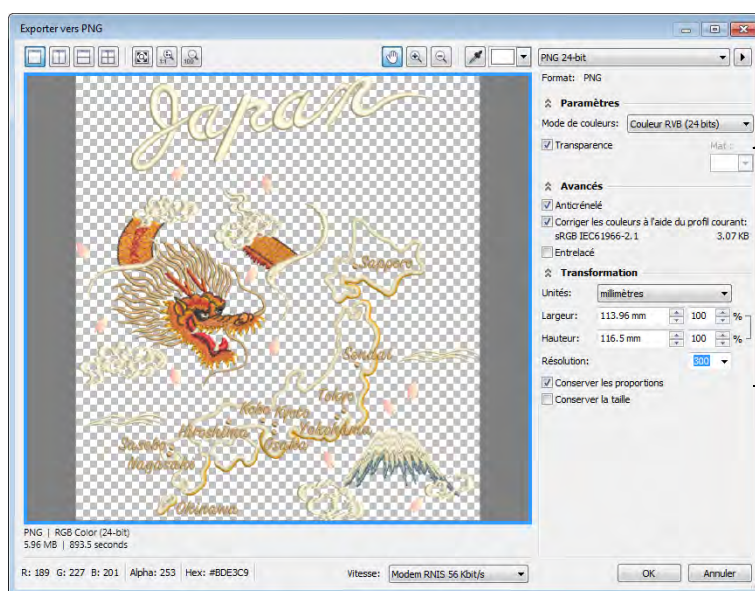 Exporter vers PNG
PNG 24-bit
Format: PNG
Paramètres
Mode de couleurs: Couleur RVB (24 bits)
Transparence Mat :
Avancés
Anticrénelé
Corriger les couleurs à l'aide du profil courant:
sRGB IEC61966-2.1 3.07 KB
Entrelacé
Transformation
Unités: millimètres
Largeur: 113.96 mm 100 %
Hauteur: 116.5 mm 100 %
Résolution: 300
Conserver les proportions
Conserver la taille
Japan
Sapporo
Sendai
Tokyo
Kobe Kyoto
Hiroshima Yokohama
Sasebo Osaka
Nagasaki
Okinawa
PNG | RGB Color (24-bit)
5.96 MB | 893.5 seconds
R: 189 G: 227 B: 201 Alpha: 253 Hex: #BDE3C9 Vitesse: Modem RNIS 56 Kbit/s OK Annuler